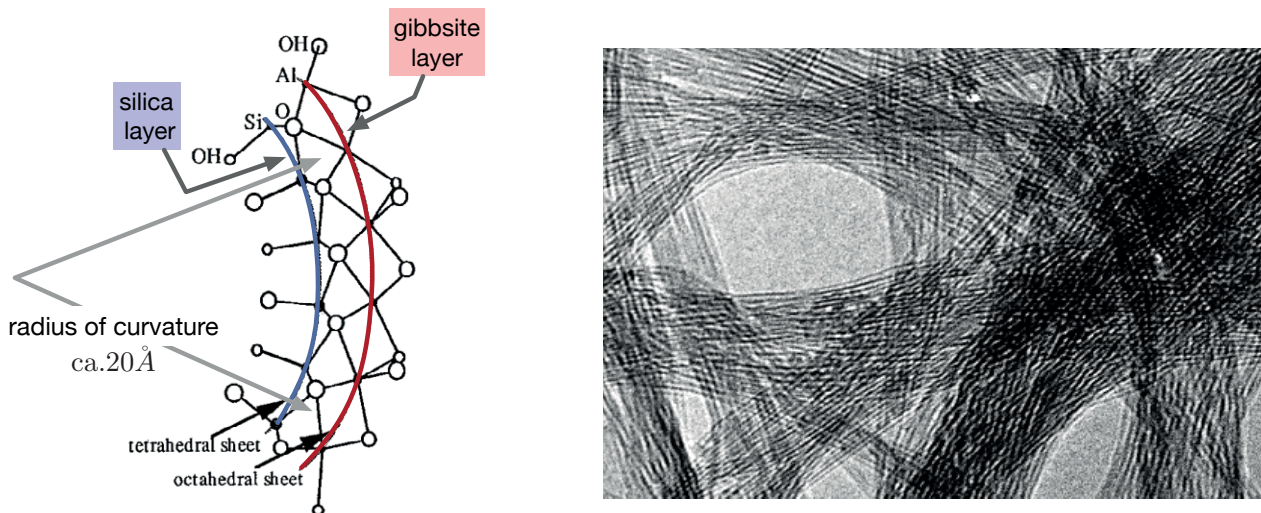 gibbsite
layer
OH
Al
silica
layer
O
Si
OH
radius of curvature
ca.20Å
tetrahedral sheet
octahedral sheet